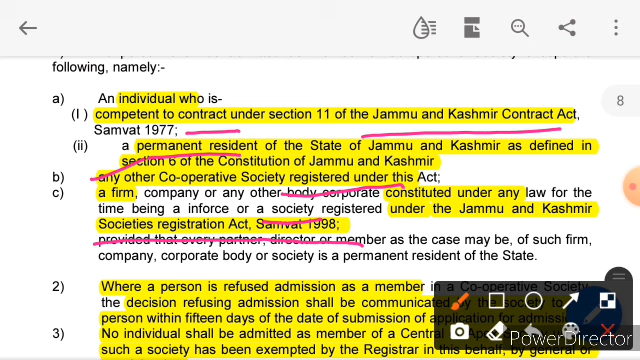 following, namely:-
8
a) An individual who is-
(I ) competent to contract under section 11 of the Jammu and Kashmir Contract Act,
Samvat 1977;
(ii) a permanent resident of the State of Jammu and Kashmir as defined in
section 6 of the Constitution of Jammu and Kashmir
b) any other Co-operative Society registered under this Act;
c) a firm, company or any other body corporate constituted under any law for the
time being a inforce or a society registered under the Jammu and Kashmir
Societies registration Act, Samvat 1998;
provided that every partner, director or member as the case may be, of such firm,
company, corporate body or society is a permanent resident of the State.
2) Where a person is refused admission as a member in a Co-operative Society
the decision refusing admission shall be communicated by the society to
person within fifteen days of the date of submission of application for admission
3) No individual shall be admitted as member of a Central
such a society has been exempted by the Registrar in this behalf, by general or
PowerDirector